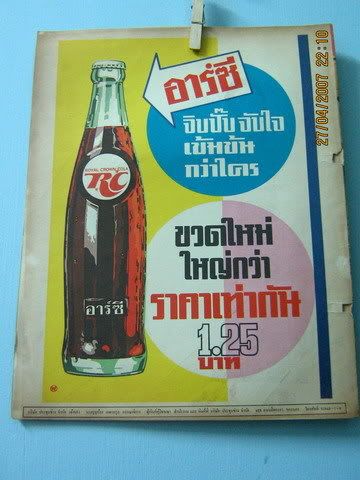 อาร์ซี
จิบปั๊บ จับใจ
เข้มข้น
กว่าใคร
ROYAL CROWN COLA
RC
อาร์ซี
ขวดใหม่
ใหญ่กว่า
ราคาเท่ากัน
1.25
บาท
27/04/2007 22:10